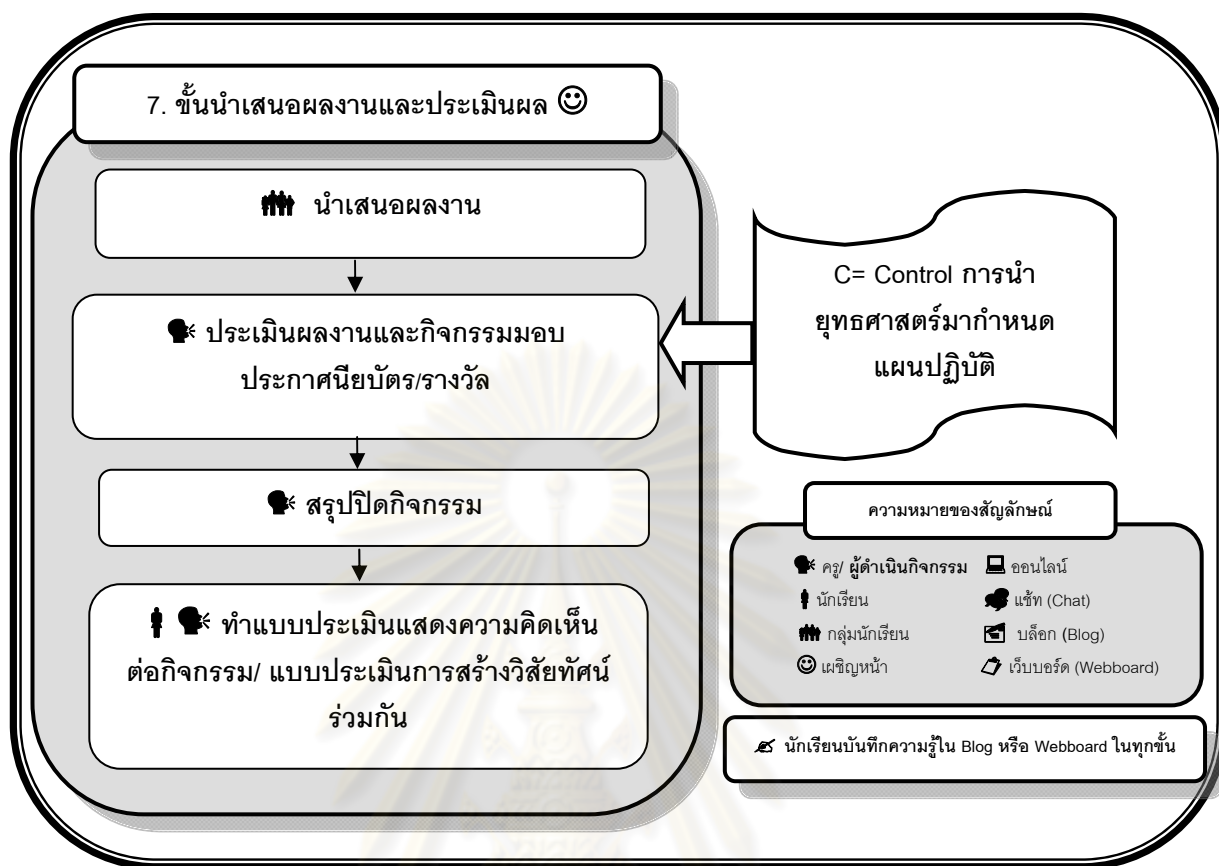 7. ขั้นนำเสนอผลงานและประเมินผล ☺
นำเสนอผลงาน
ประเมินผลงานและกิจกรรมมอบ
ประกาศนียบัตร/รางวัล
สรุปปิดกิจกรรม
ทำแบบประเมินแสดงความคิดเห็น
ต่อกิจกรรม/ แบบประเมินการสร้างวิสัยทัศน์
ร่วมกัน
C= Control การนำ
ยุทธศาสตร์มากำหนด
แผนปฏิบัติ
ความหมายของสัญลักษณ์
ครู/ ผู้ดำเนินกิจกรรม
ออนไลน์
นักเรียน
แช้ท (Chat)
กลุ่มนักเรียน
บล็อก (Blog)
☺ เผชิญหน้า
เว็บบอร์ด (Webboard)
นักเรียนบันทึกความรู้ใน Blog หรือ Webboard ในทุกขั้น